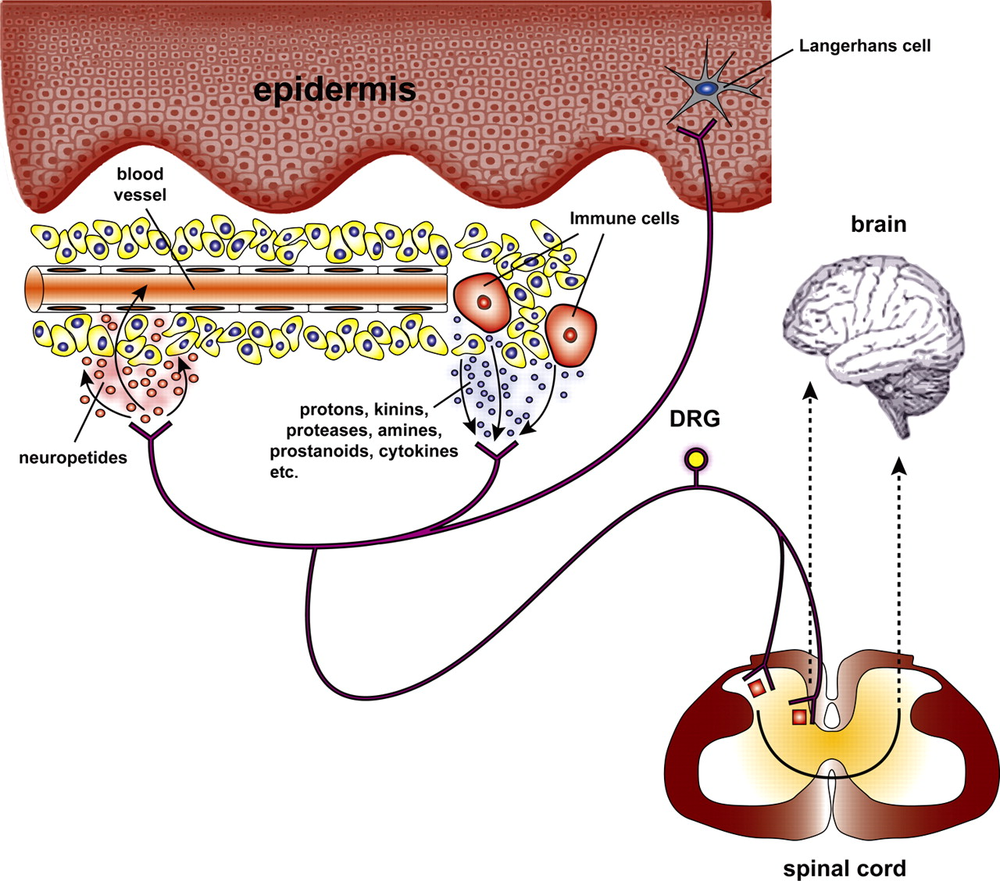 Langerhans cell
epidermis
blood
vessel
Immune cells
brain
protons, kinins,
proteases, amines,
prostanoids, cytokines
etc.
neuropetides
DRG
spinal cord